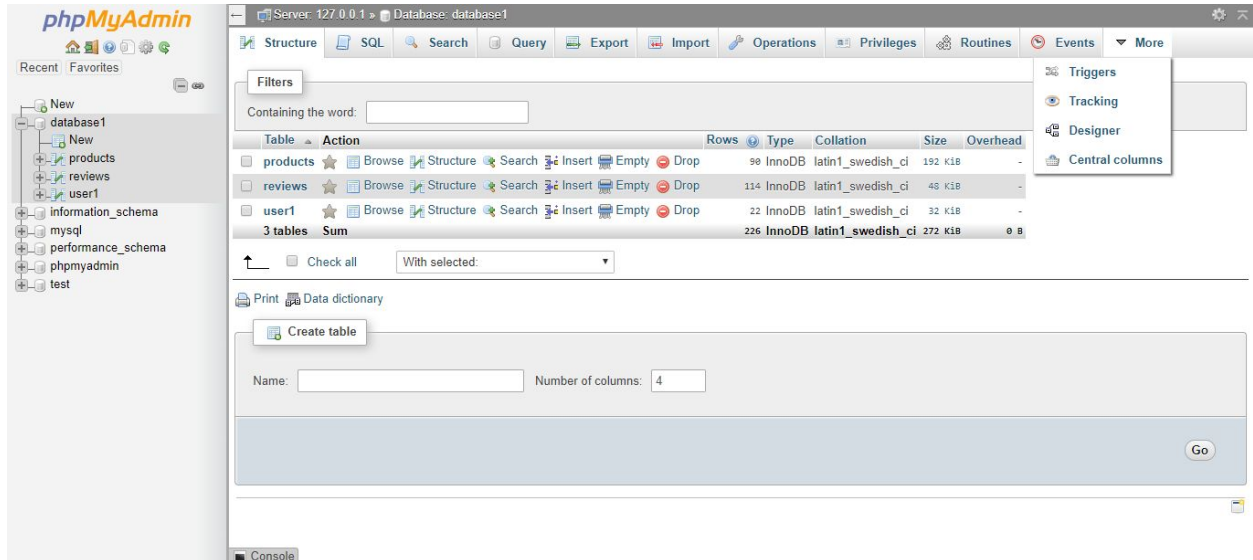 phpMyAdmin
Recent Favorites
New
database1
New
products
reviews
user1
information_schema
mysql
performance_schema
phpmyadmin
test
Server: 127.0.0.1 » Database: database1
Structure SQL Search Query Export Import Operations Privileges Routines Events More
Triggers
Tracking
Designer
Central columns
Filters
Containing the word:
Table Action Rows Type Collation Size Overhead
products Browse Structure Search Insert Empty Drop 90 InnoDB latin1_swedish_ci 192 KiB -
reviews Browse Structure Search Insert Empty Drop 114 InnoDB latin1_swedish_ci 48 KiB -
user1 Browse Structure Search Insert Empty Drop 22 InnoDB latin1_swedish_ci 32 KiB -
3 tables Sum 226 InnoDB latin1_swedish_ci 272 KiB 0 B
Check all With selected:
Print Data dictionary
Create table
Name: Number of columns: 4
Go
Console